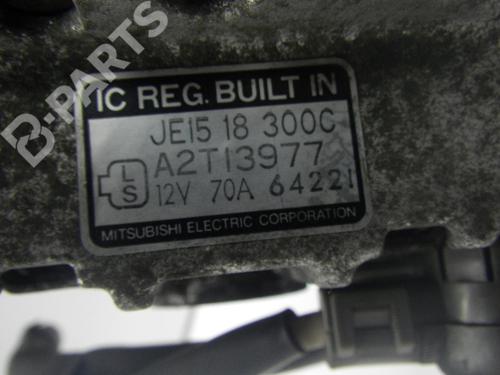 B-PARTS
IC REG. BUILT IN
JE15 18 300C
A2T13977
L
S
12V 70A 64221
MITSUBISHI ELECTRIC CORPORATION